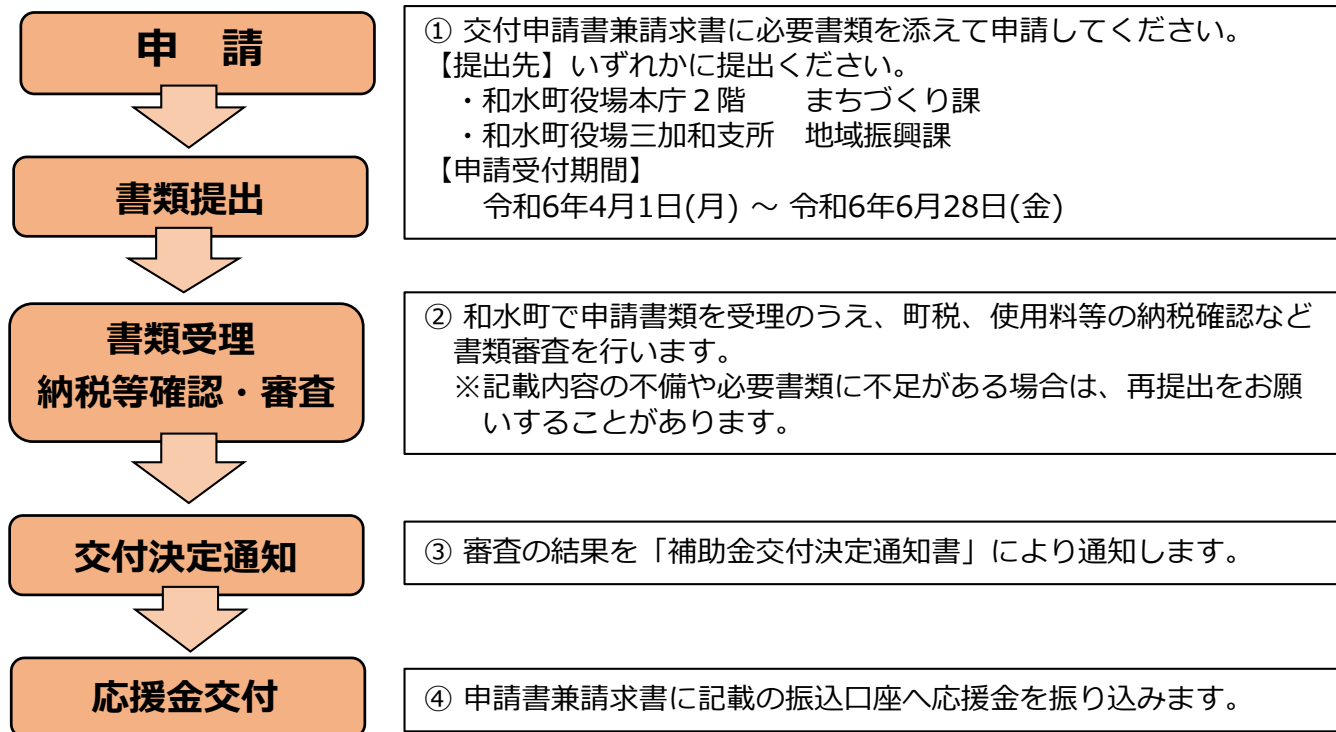 申　請
① 交付申請書兼請求書に必要書類を添えて申請してください。
【提出先】いずれかに提出ください。
・和水町役場本庁２階　　まちづくり課
・和水町役場三加和支所　地域振興課
【申請受付期間】
令和6年4月1日(月) ～ 令和6年6月28日(金)
書類提出
書類受理
納税等確認・審査
② 和水町で申請書類を受理のうえ、町税、使用料等の納税確認など
書類審査を行います。
※記載内容の不備や必要書類に不足がある場合は、再提出をお願
いすることがあります。
交付決定通知
③ 審査の結果を「補助金交付決定通知書」により通知します。
応援金交付
④ 申請書兼請求書に記載の振込口座へ応援金を振り込みます。